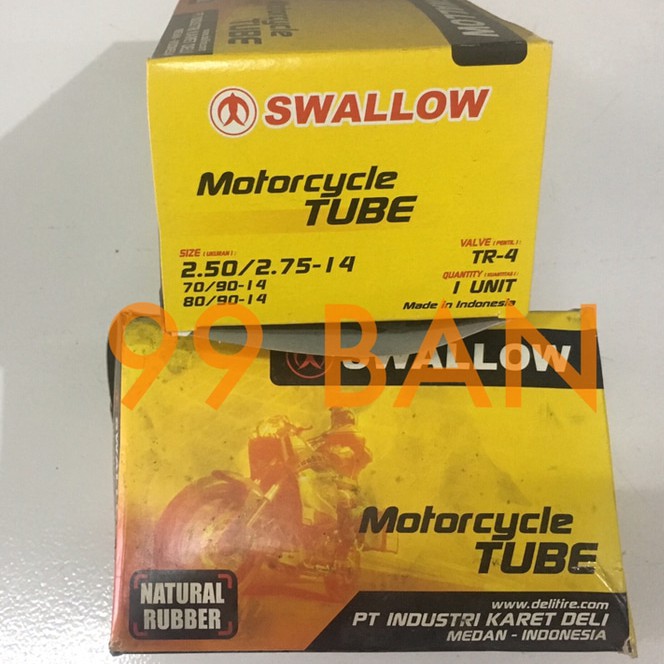 SWALLOW
Motorcycle
TUBE
SIZE ( UKURAN ) :
2.50/2.75-14
70/90-14
80/90-14
VALVE ( PENTIL ) :
TR-4
QUANTITY ( KUANTITAS ) :
1 UNIT
Made in Indonesia
99 BAN
SWALLOW
Motorcycle
TUBE
NATURAL
RUBBER
www.delitire.com
PT INDUSTRI KARET DELI
MEDAN - INDONESIA